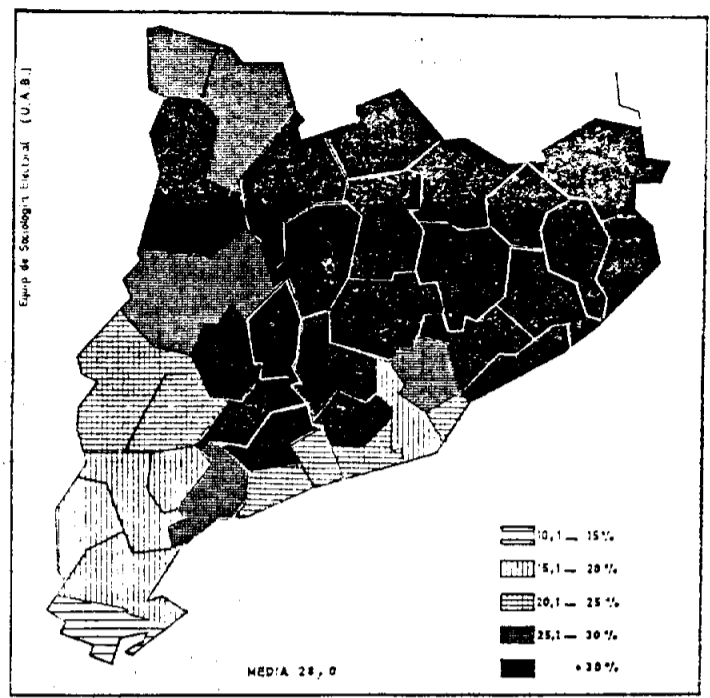 Equip de Sociologia Electoral (U.A.B.)
10,1 — 15 %
15,1 — 20 %
20,1 — 25 %
25,1 — 30 %
+ 30 %
MEDIA 28,0